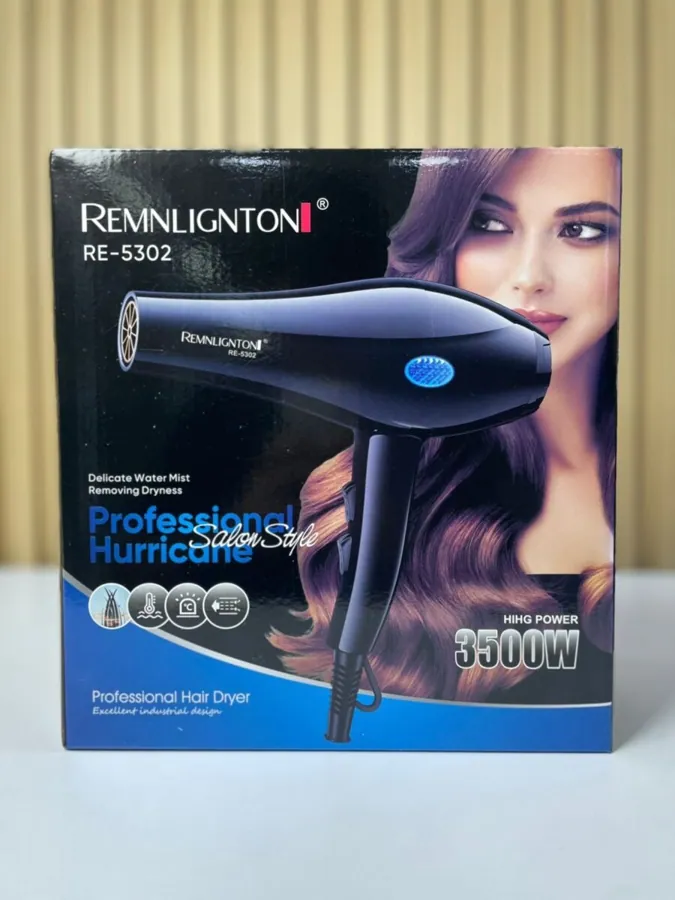 REMNLIGNTON ®
RE-5302
REMNLIGNTON
RE-5302
Delicate Water Mist
Removing Dryness
Professional
Hurricane
Salon Style
°C
HIHG POWER
3500W
Professional Hair Dryer
Excellent industrial design